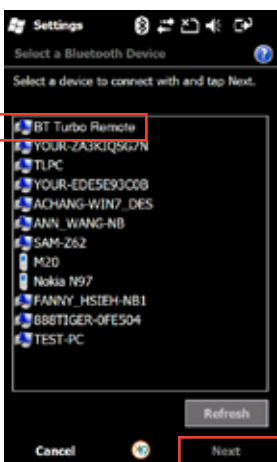 Settings
Select a Bluetooth Device
Select a device to connect with and tap Next.
BT Turbo Remote
YOUR-ZA3KIQSG7N
TLPC
YOUR-EDE5E93C0B
ACHANG-WIN7_DES
ANN_WANG-NB
SAM-Z62
M20
Nokia N97
FANNY_HSIEH-NB1
888TIGER-0FE504
TEST-PC
Refresh
Cancel
Next